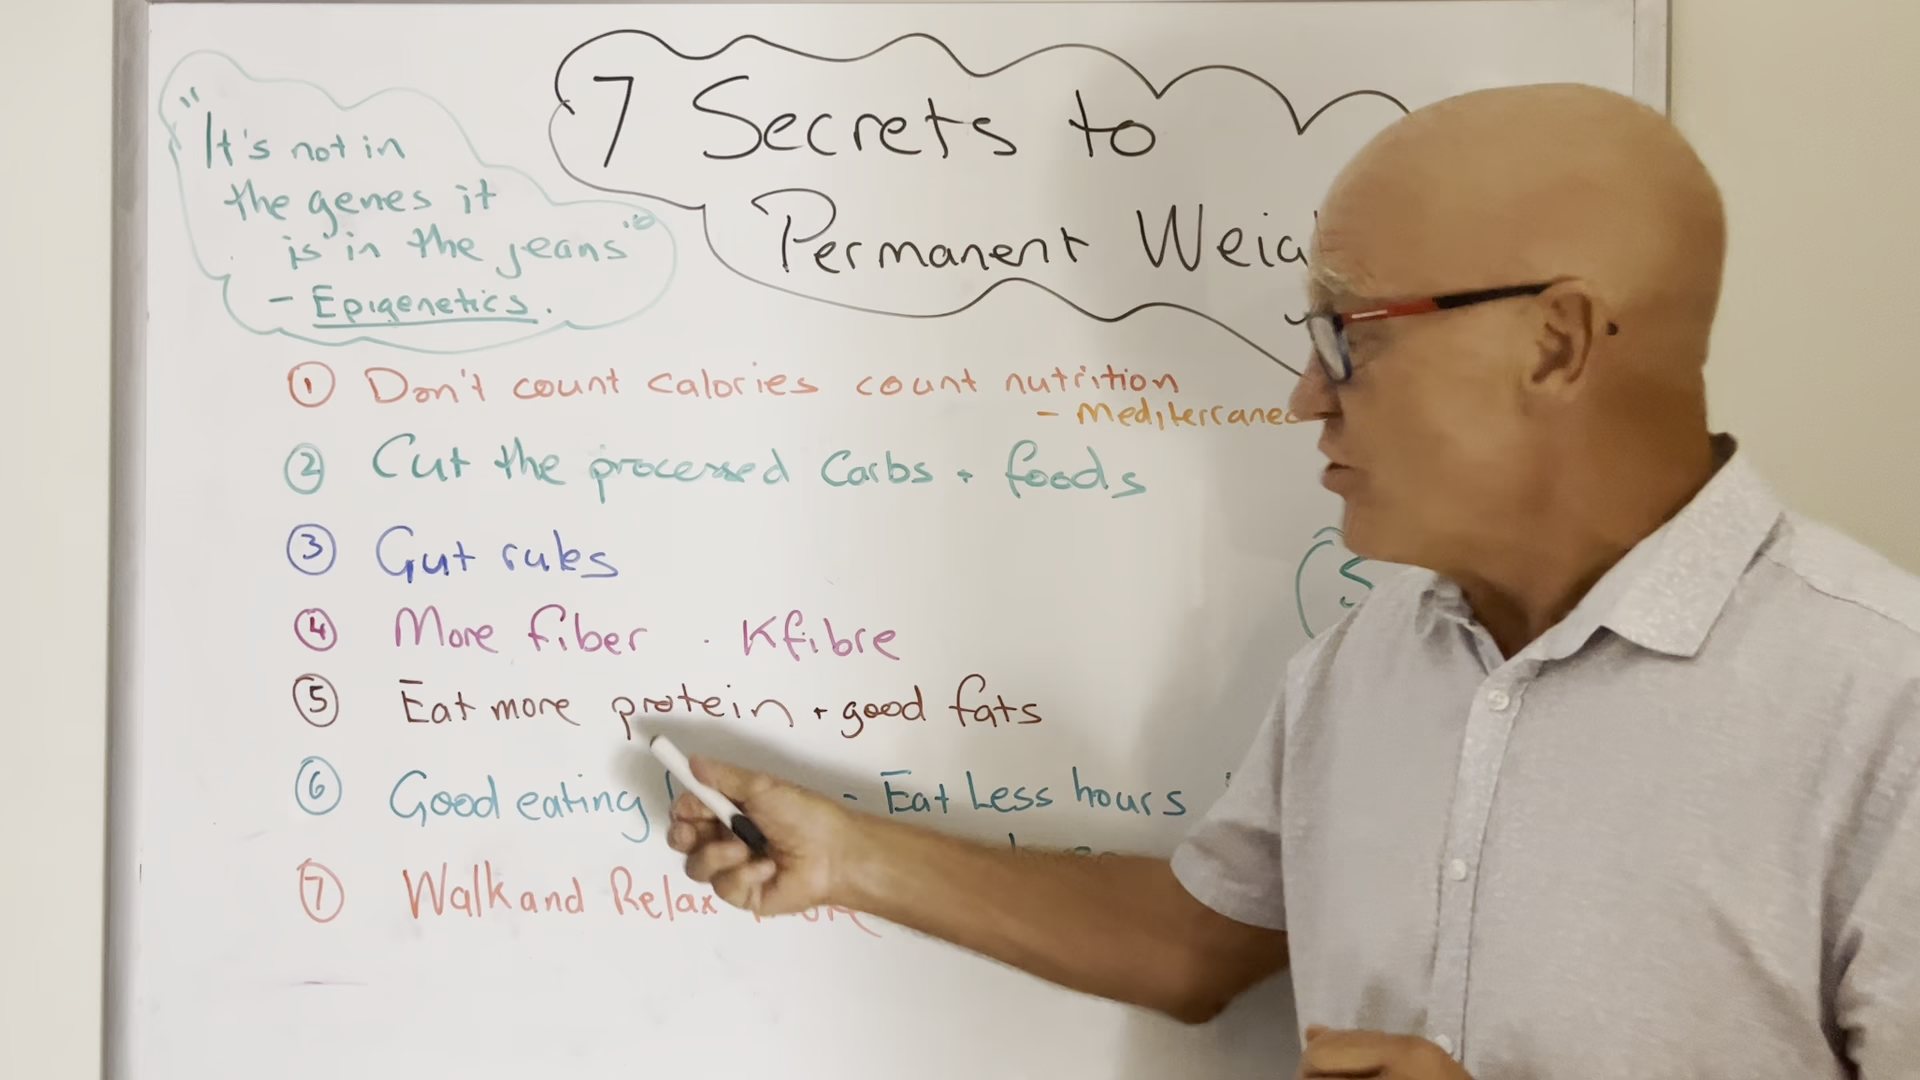 "It's not in
the genes it
is in the jeans"
- Epigenetics.
7 Secrets to
Permanent Weig
① Don't count calories count nutrition
- Mediterranea
② Cut the processed Carbs + foods
③ Gut rules
④ More fiber . Kfibre
⑤ Eat more protein + good fats
⑥ Good eating - Eat Less hours
⑦ Walk and Relax